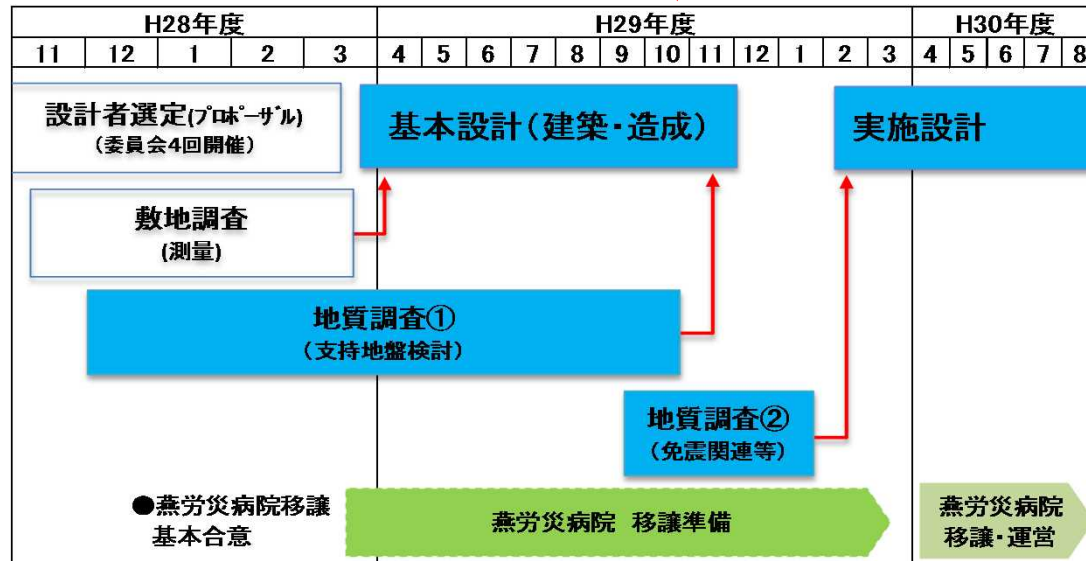 H28年度 H29年度 H30年度
11 12 1 2 3 4 5 6 7 8 9 10 11 12 1 2 3 4 5 6 7 8
設計者選定(ﾌﾟﾛﾎﾟｰｻﾞﾙ)
（委員会4回開催）
基本設計（建築・造成）
実施設計
敷地調査
(測量)
地質調査①
（支持地盤検討）
地質調査②
（免震関連等）
●燕労災病院移譲
基本合意
燕労災病院 移譲準備
燕労災病院
移譲・運営